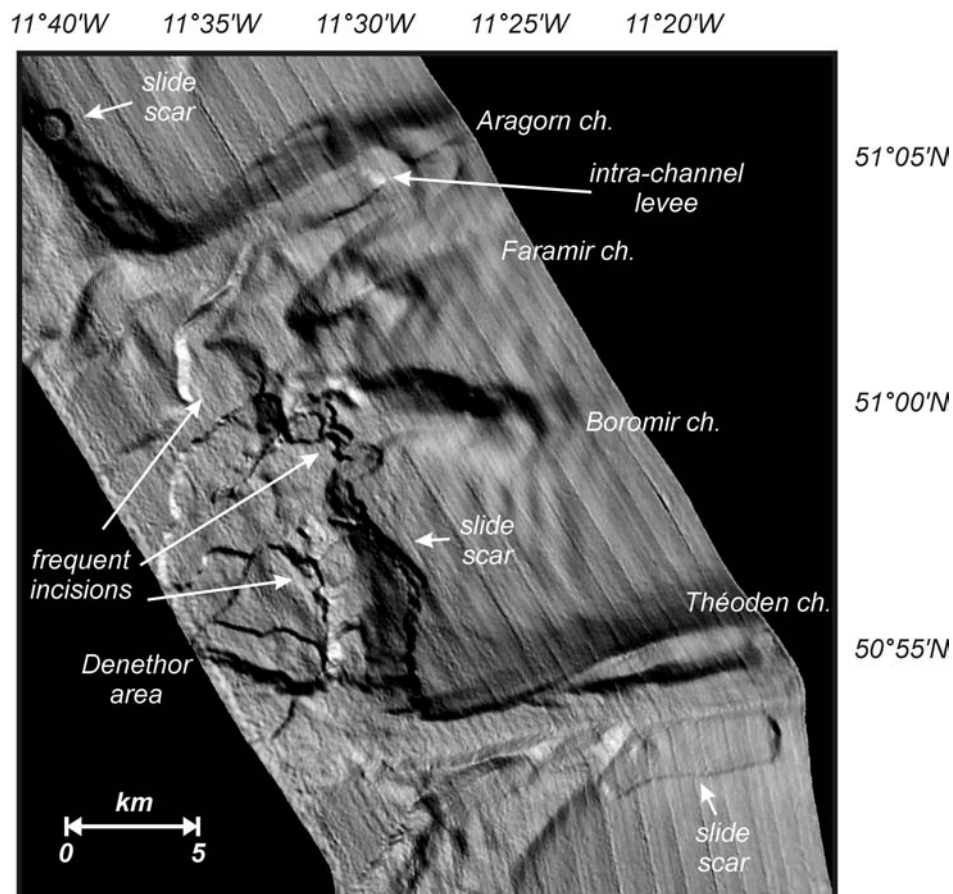 11°40'W 11°35'W 11°30'W 11°25'W 11°20'W
slide
scar
Aragorn ch.
51°05'N
intra-channel
levee
Faramir ch.
51°00'N
Boromir ch.
slide
scar
frequent
incisions
Théoden ch.
50°55'N
Denethor
area
km
0 5
slide
scar